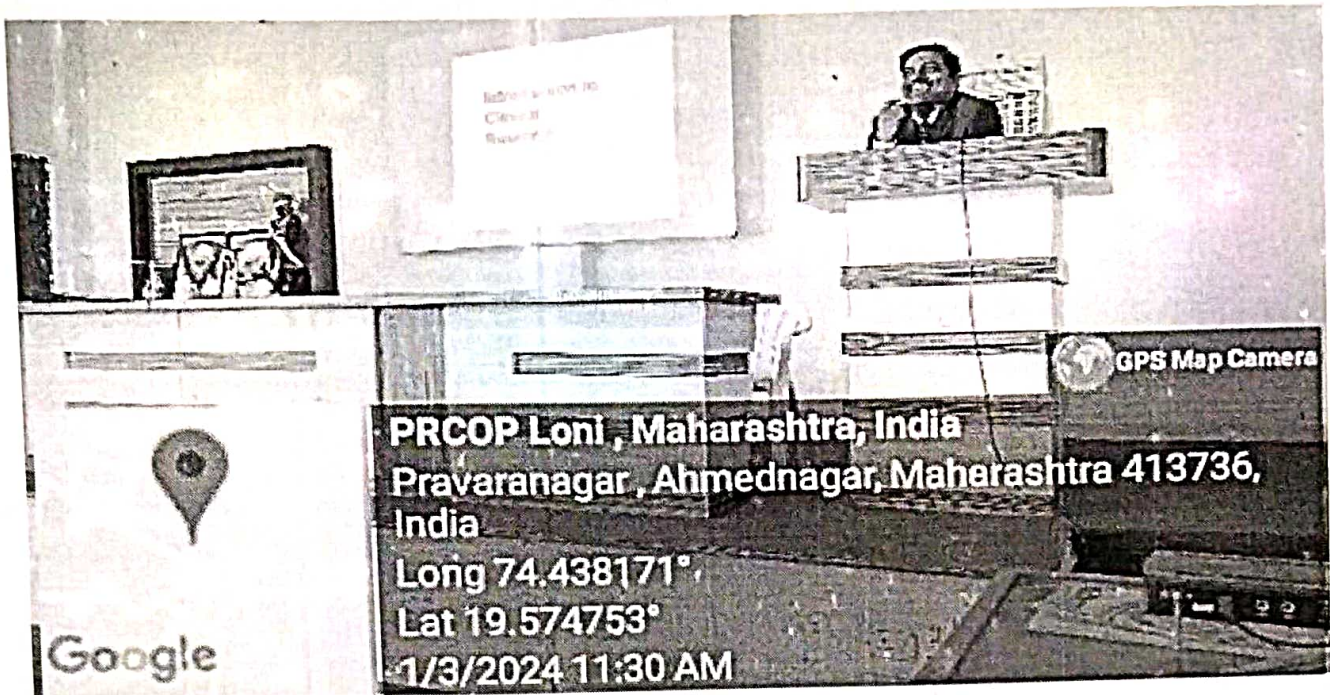 GPS Map Camera
PRCOP Loni , Maharashtra, India
Pravaranagar , Ahmednagar, Maharashtra 413736,
India
Long 74.438171°
Lat 19.574753°
1/3/2024 11:30 AM
Google